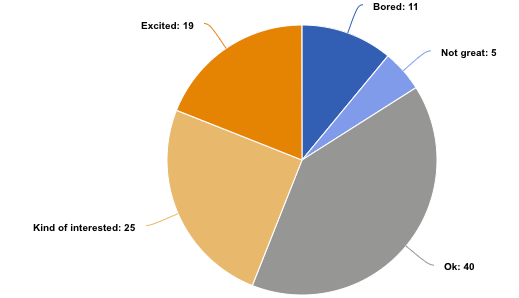 Bored: 11
Excited: 19
Not great: 5
Kind of interested: 25
Ok: 40